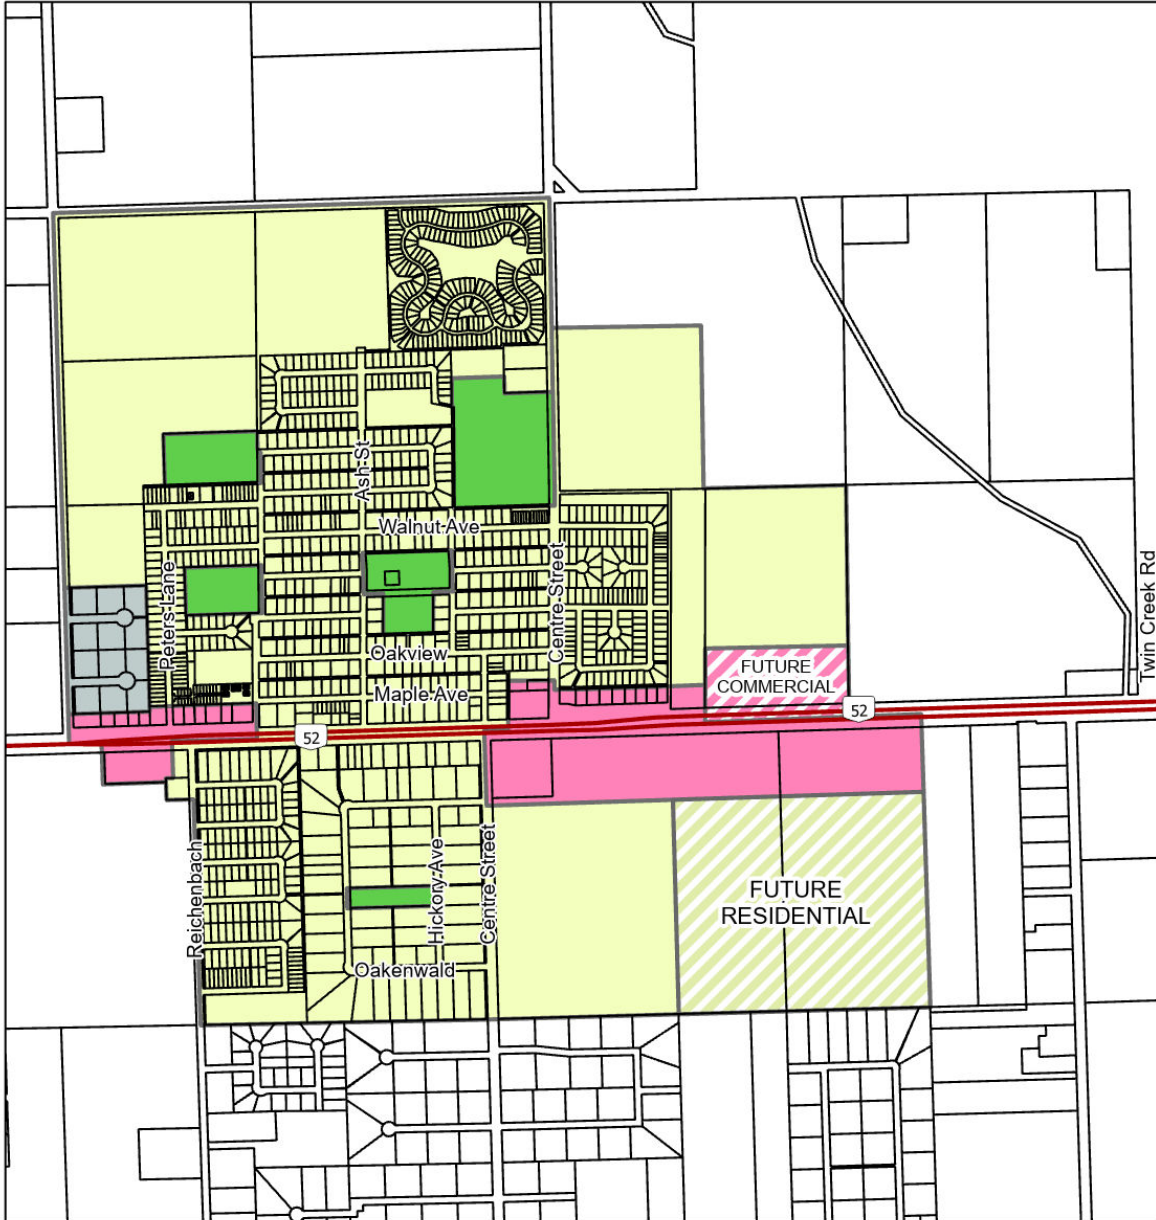 Ash St
Walnut Ave
Peters Lane
Centre Street
Twin Creek Rd
Oakview
FUTURE
COMMERCIAL
Maple Ave
52
52
Reichenbach
Hickory Ave
Centre Street
FUTURE
RESIDENTIAL
Oakenwald